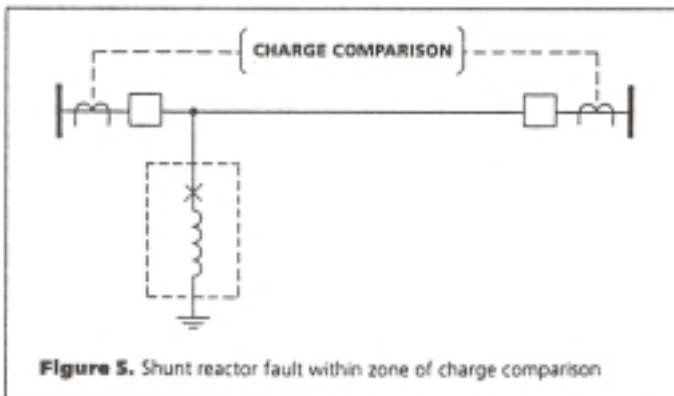 CHARGE COMPARISON
Figure 5. Shunt reactor fault within zone of charge comparison